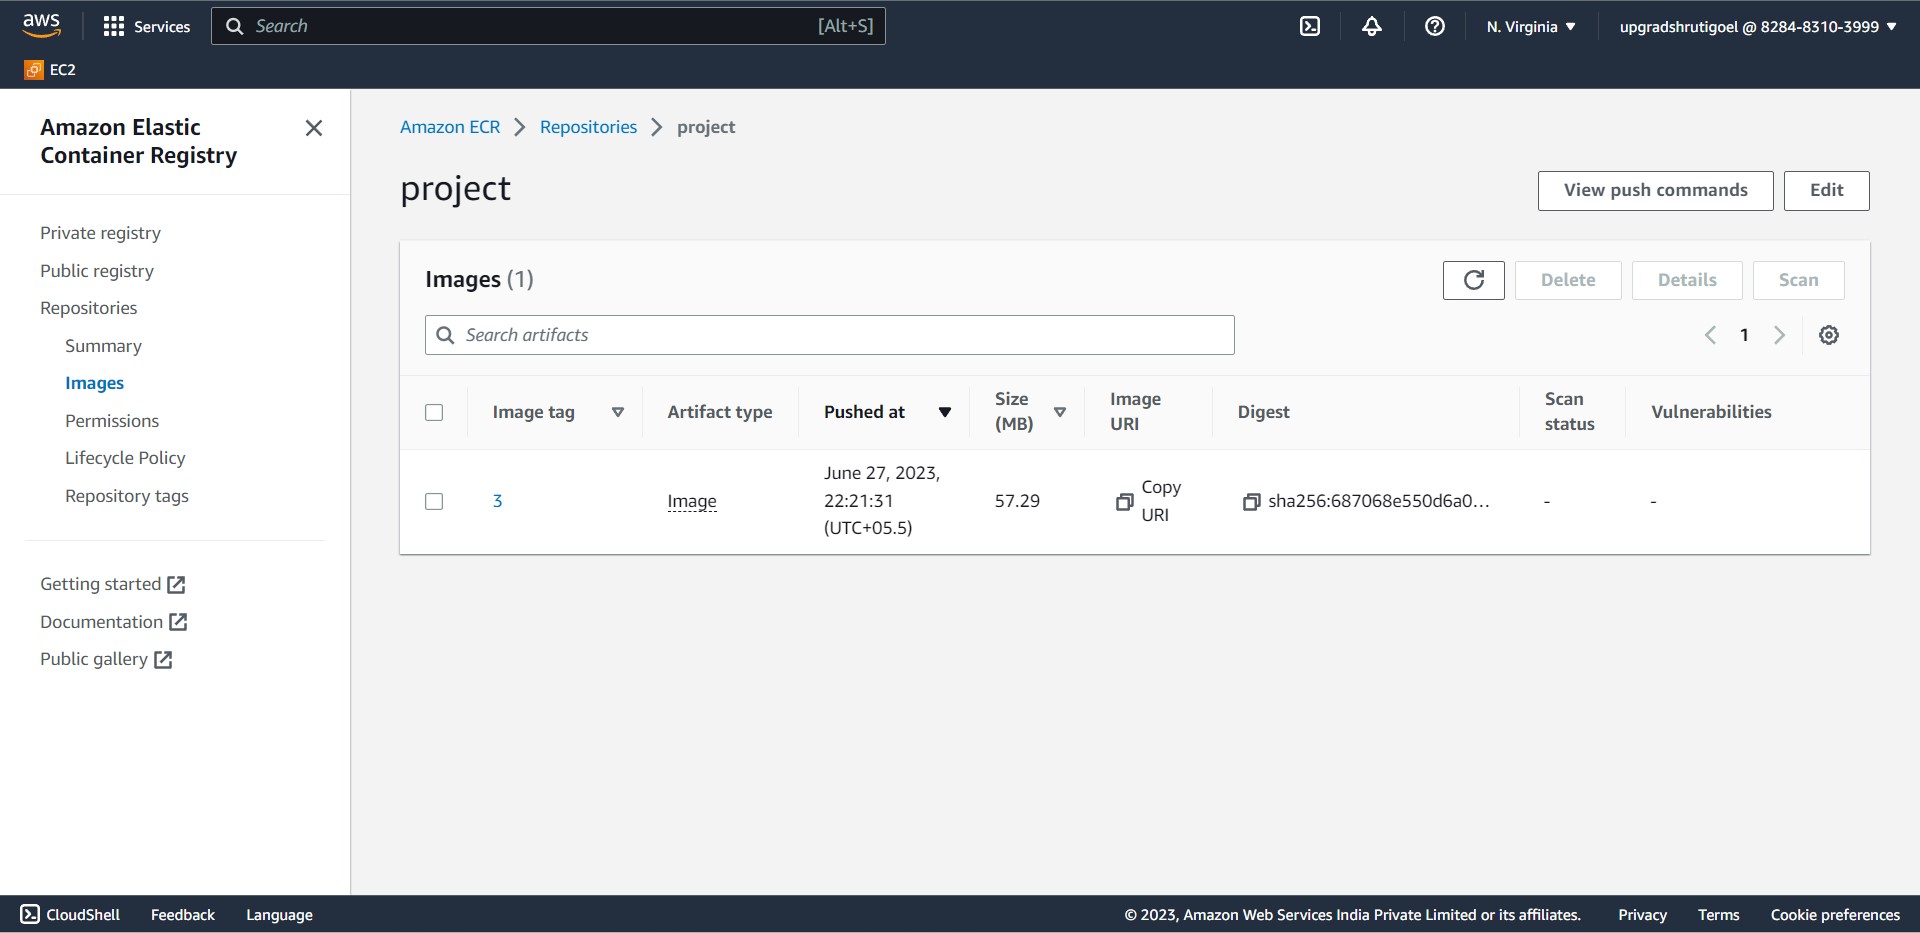 aws
Services
Search
[Alt+S]
N. Virginia
upgradshrutigoel @ 8284-8310-3999
EC2
Amazon Elastic
Container Registry
Private registry
Public registry
Repositories
Summary
Images
Permissions
Lifecycle Policy
Repository tags
Getting started
Documentation
Public gallery
Amazon ECR
Repositories
project
project
View push commands
Edit
Images (1)
Delete
Details
Scan
Search artifacts
1
Image tag
Artifact type
Pushed at
Size
(MB)
Image
URI
Digest
Scan
status
Vulnerabilities
3
Image
June 27, 2023,
22:21:31
(UTC+05.5)
57.29
Copy
URI
sha256:687068e550d6a0...
-
-
CloudShell
Feedback
Language
© 2023, Amazon Web Services India Private Limited or its affiliates.
Privacy
Terms
Cookie preferences